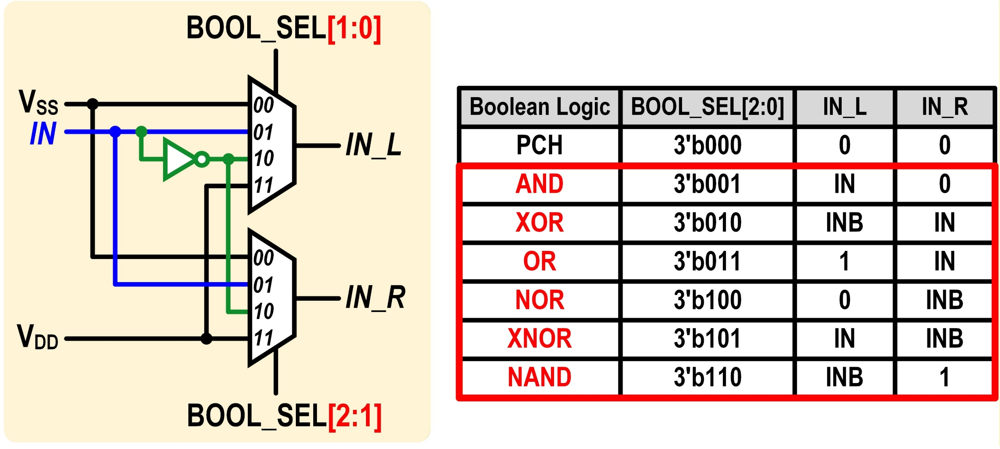 BOOL_SEL[1:0]
VSS
IN
00
01
10
11
IN_L
00
01
10
11
IN_R
VDD
BOOL_SEL[2:1]
Boolean Logic BOOL_SEL[2:0] IN_L IN_R
PCH 3'b000 0 0
AND 3'b001 IN 0
XOR 3'b010 INB IN
OR 3'b011 1 IN
NOR 3'b100 0 INB
XNOR 3'b101 IN INB
NAND 3'b110 INB 1